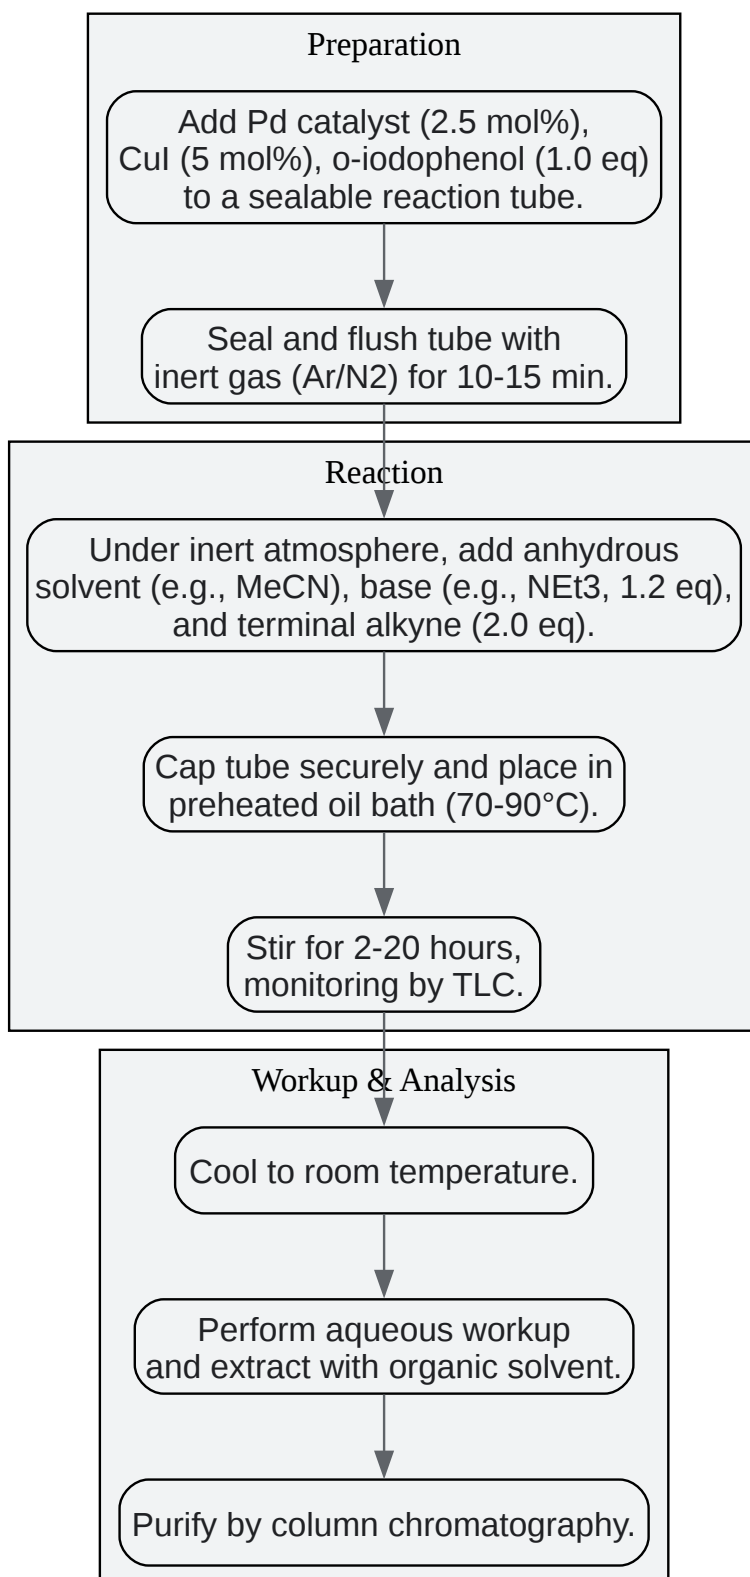 Preparation
Add Pd catalyst (2.5 mol%),
CuI (5 mol%), o-iodophenol (1.0 eq)
to a sealable reaction tube.
Seal and flush tube with
inert gas (Ar/N2) for 10-15 min.
Reaction
Under inert atmosphere, add anhydrous
solvent (e.g., MeCN), base (e.g., NEt3, 1.2 eq),
and terminal alkyne (2.0 eq).
Cap tube securely and place in
preheated oil bath (70-90°C).
Stir for 2-20 hours,
monitoring by TLC.
Workup & Analysis
Cool to room temperature.
Perform aqueous workup
and extract with organic solvent.
Purify by column chromatography.